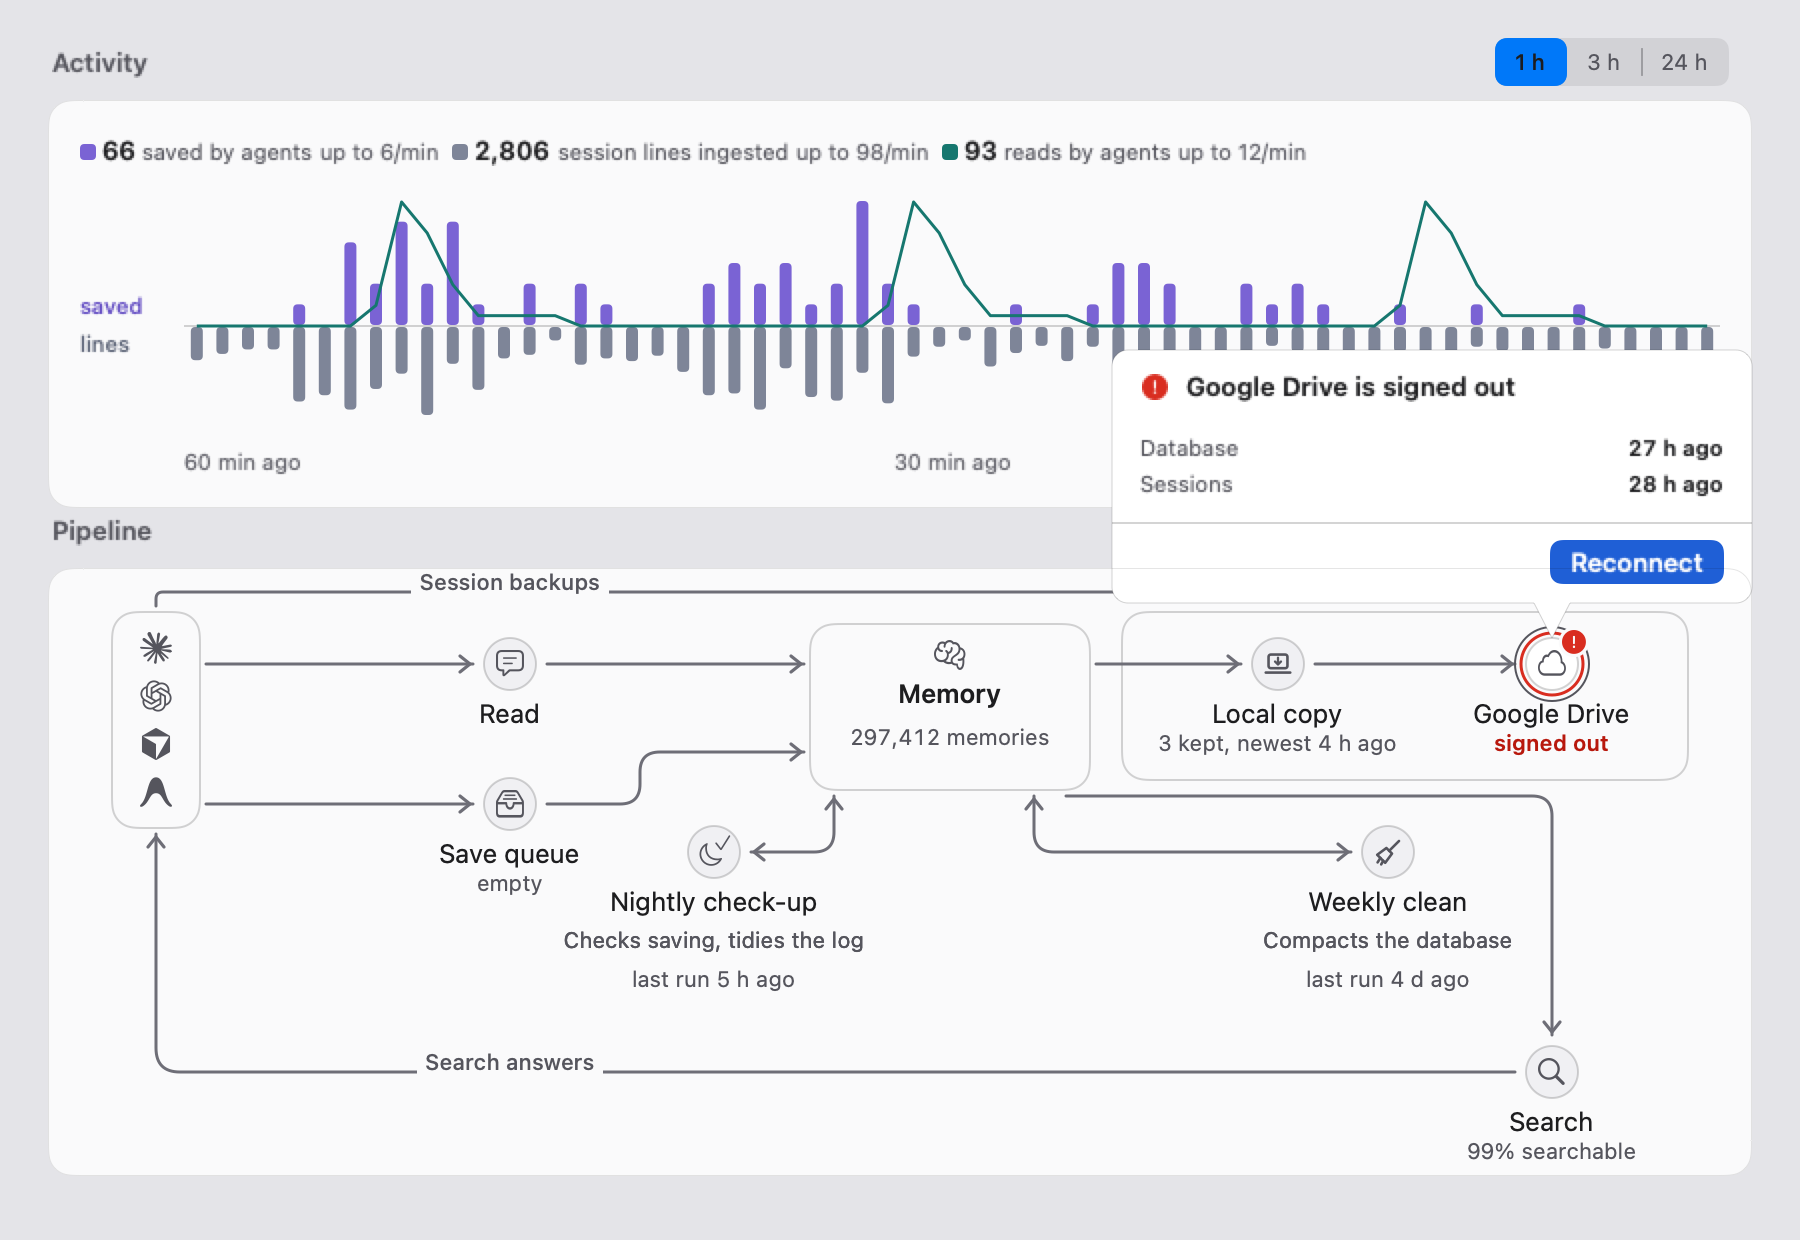 Activity
1 h 3 h 24 h
66 saved by agents up to 6/min 2,806 session lines ingested up to 98/min 93 reads by agents up to 12/min
saved
lines
60 min ago 30 min ago
Google Drive is signed out
Database 27 h ago
Sessions 28 h ago
Reconnect
Pipeline
Session backups
Read
Memory
297,412 memories
Local copy
3 kept, newest 4 h ago
Google Drive
signed out
Save queue
empty
Nightly check-up
Checks saving, tidies the log
last run 5 h ago
Weekly clean
Compacts the database
last run 4 d ago
Search answers
Search
99% searchable